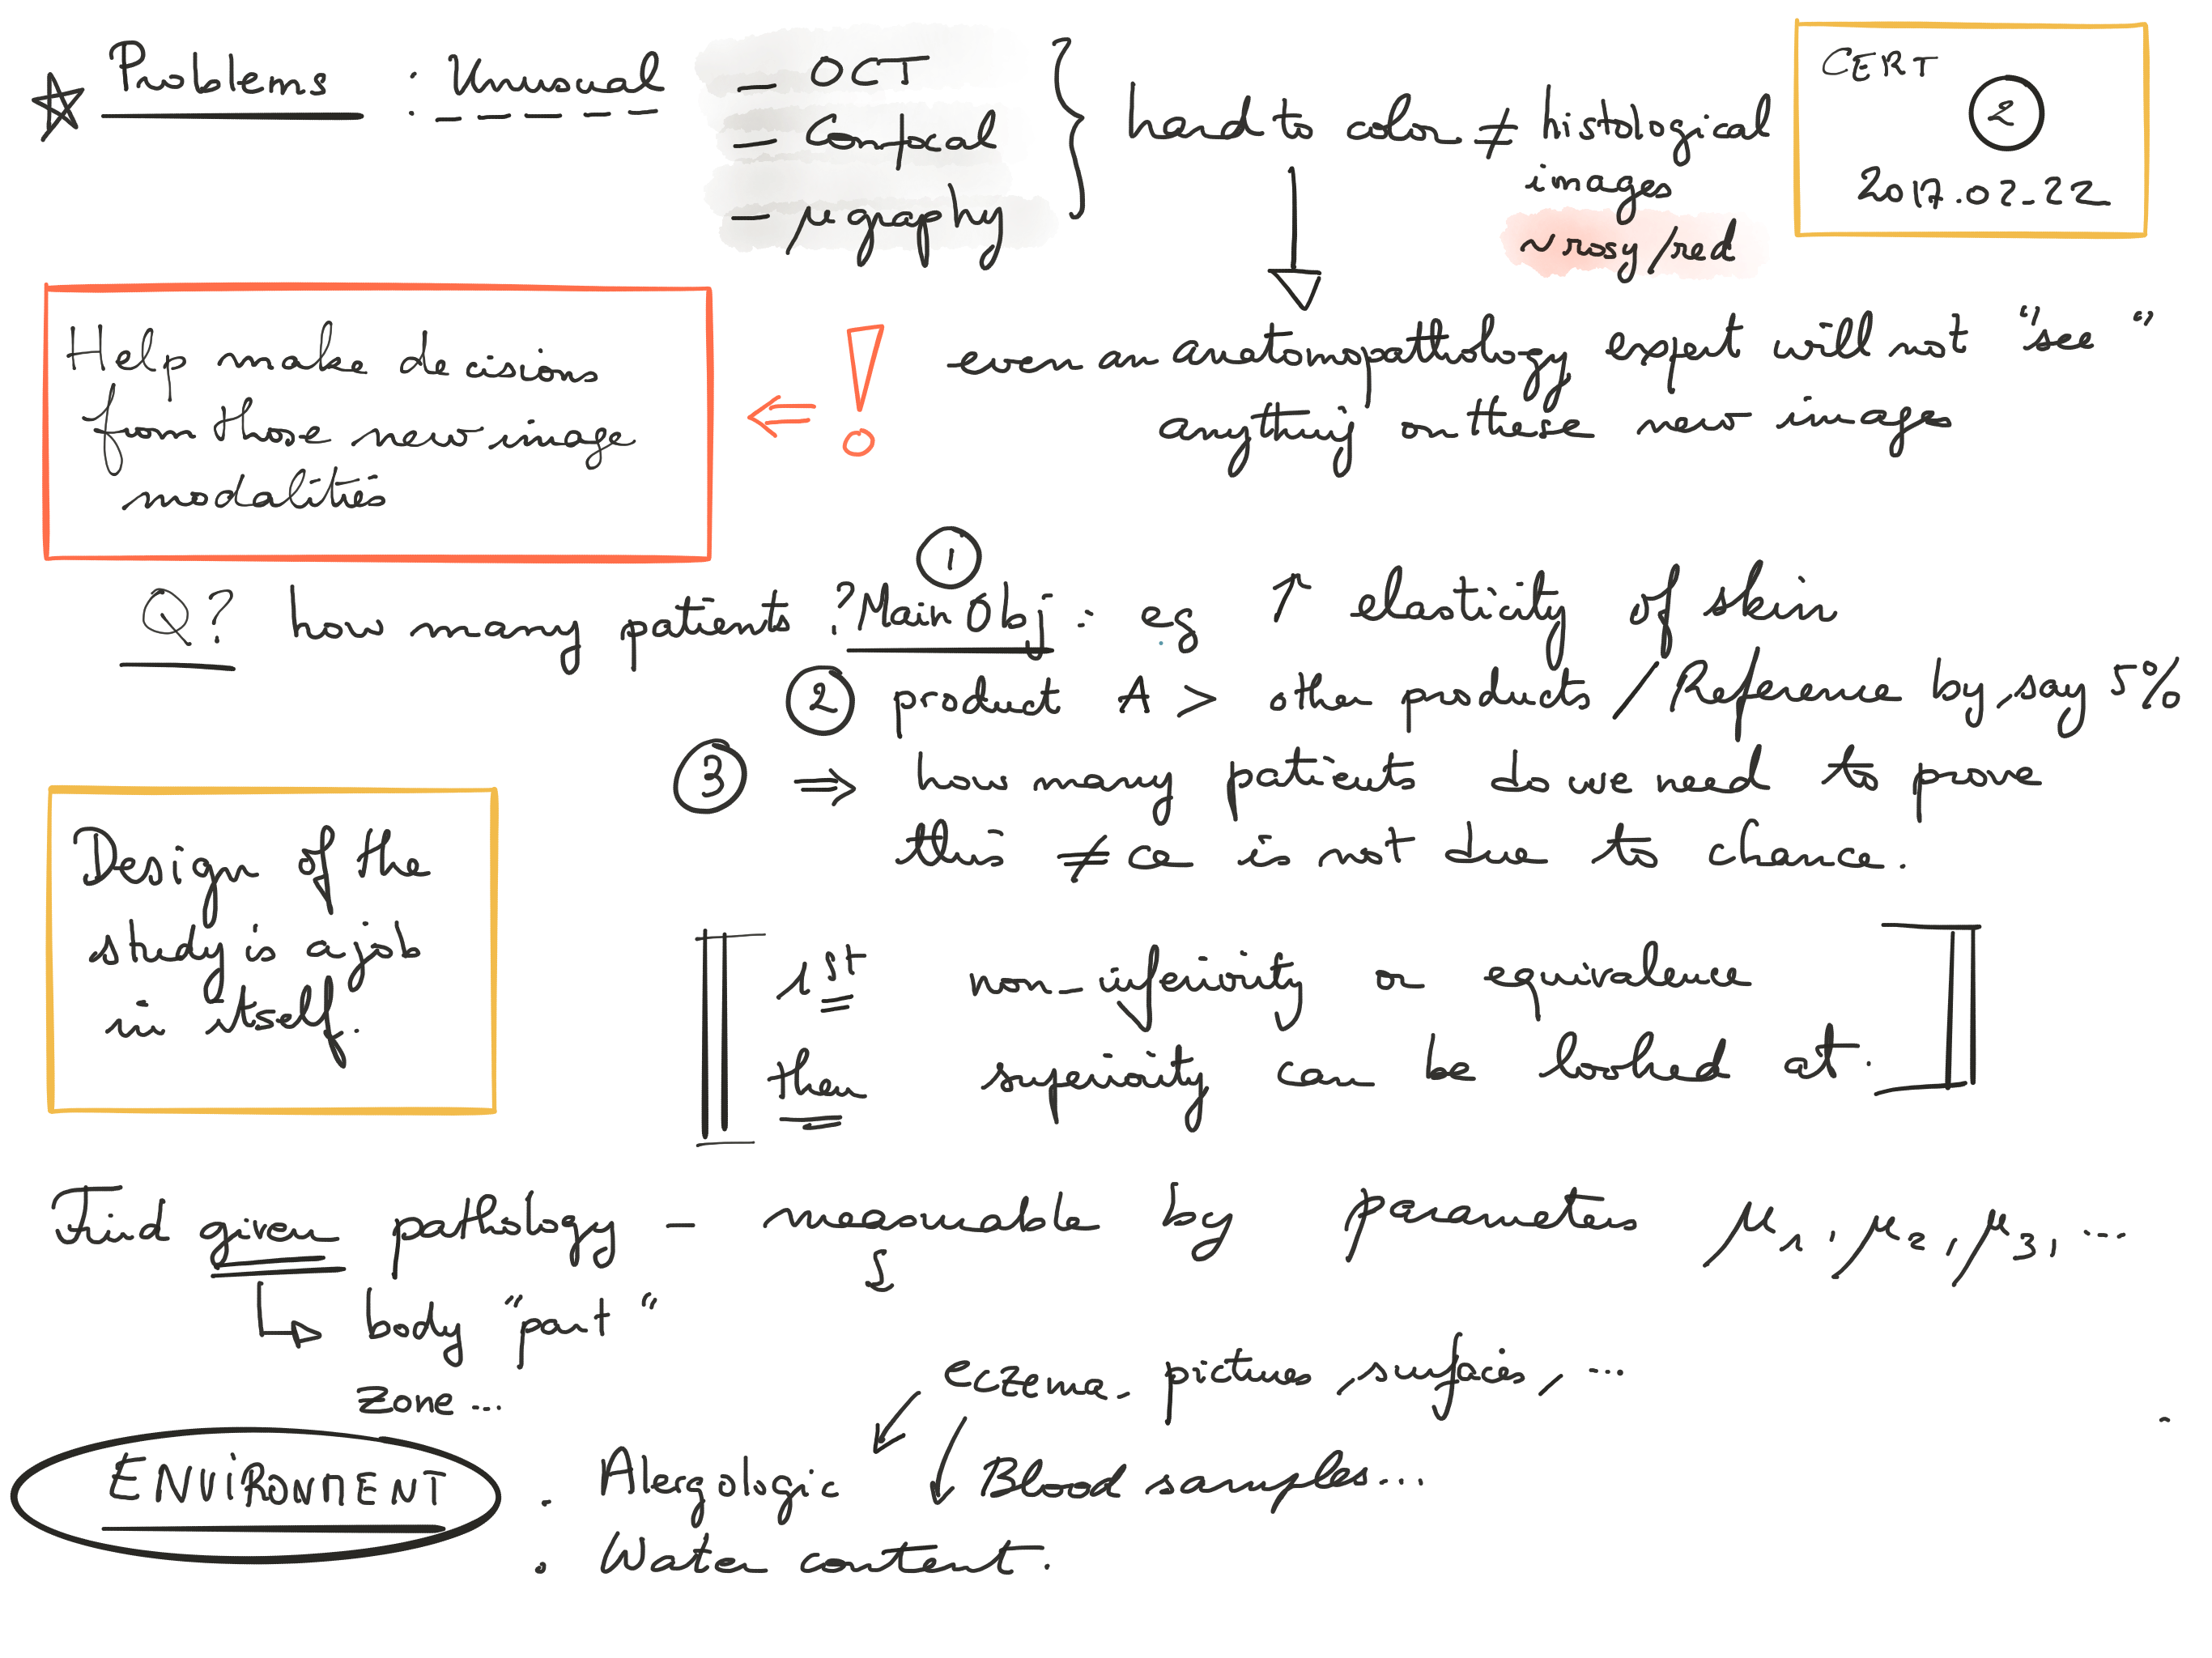 ☆ Problems : Unusual
- OCT
- Confocal
- μgraphy
hard to color ≠ histological
images
~ rosy/red
CERT
②
2017.02_22
even an anatomopathology expert will not "see"
anything on these new images
⇐ !
Help make decisions
from those new image
modalities
Q? how many patients ? ① Main Obj : eg ↑ elasticity of skin
② product A > other products / Reference by, say 5%
③ ⇒ how many patients do we need to prove
this ≠ce is not due to chance.
Design of the
study is a job
in itself.
1st non-inferiority or equivalence
then superiority can be looked at.
Find given pathology - measurable by parameters μ1, μ2, μ3, ...
↳ body "part"
zone...
eczema - pictures, surfaces, ...
ENVIRONMENT
. Alergologic
Blood samples...
. Water content.